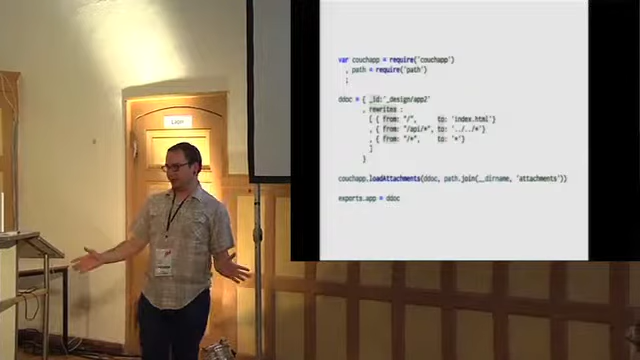 var couchapp = require('couchapp')
, path = require('path')
;
ddoc = { _id:'_design/app2'
, rewrites :
[ { from: "/", to: 'index.html'}
, { from: "/api/*", to: '../../*'}
, { from: "/*", to: '*'}
]
}
couchapp.loadAttachments(ddoc, path.join(__dirname, 'attachments'))
exports.app = ddoc